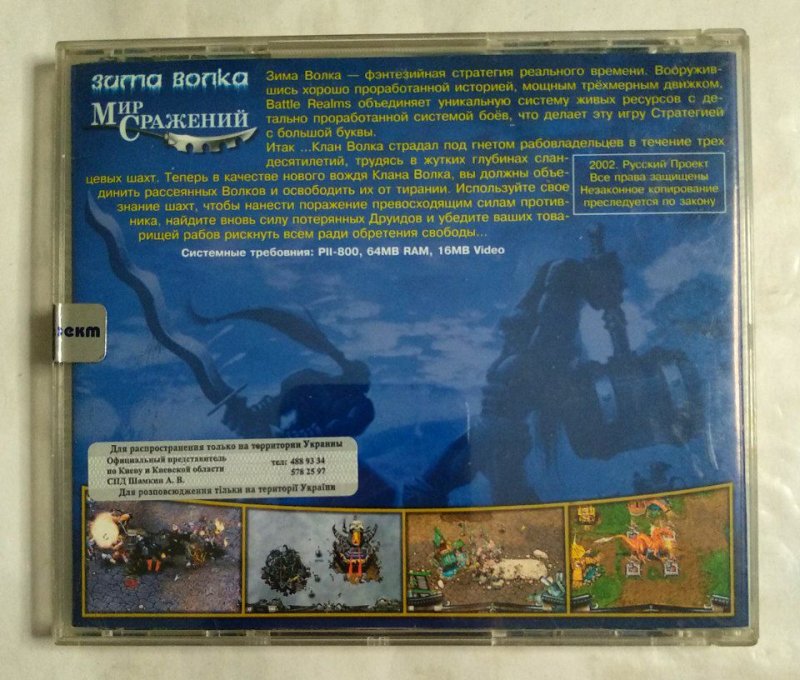 зима волка
Мир
Сражений
Зима Волка — фэнтезийная стратегия реального времени. Вооружив-
шись хорошо проработанной историей, мощным трёхмерным движком,
Battle Realms объединяет уникальную систему живых ресурсов с де-
тально проработанной системой боёв, что делает эту игру Стратегией
с большой буквы.
Итак ...Клан Волка страдал под гнетом рабовладельцев в течение трех
десятилетий, трудясь в жутких глубинах слан-
цевых шахт. Теперь в качестве нового вождя Клана Волка, вы должны объе-
динить рассеянных Волков и освободить их от тирании. Используйте свое
знание шахт, чтобы нанести поражение превосходящим силам против-
ника, найдите вновь силу потерянных Друидов и убедите ваших това-
рищей рабов рискнуть всем ради обретения свободы...
2002. Русский Проект
Все права защищены
Незаконное копирование
преследуется по закону
Системные требовния: PII-800, 64MB RAM, 16MB Video
ект
Для распространения только на территории Украины
Официальный представитель
по Киеву и Киевской области
СПД Шамкин А. В.
тел: 488 93 34
578 25 97
Для розповсюдження тільки на території України